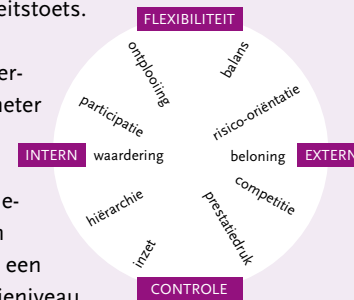 eitstoets.
er-
neter
e-
n
een
ieniveau
FLEXIBILITEIT
ontplooiing
balans
participatie
risico-oriëntatie
INTERN
waardering
beloning
EXTERN
hiërarchie
competitie
inzet
prestatiedruk
CONTROLE